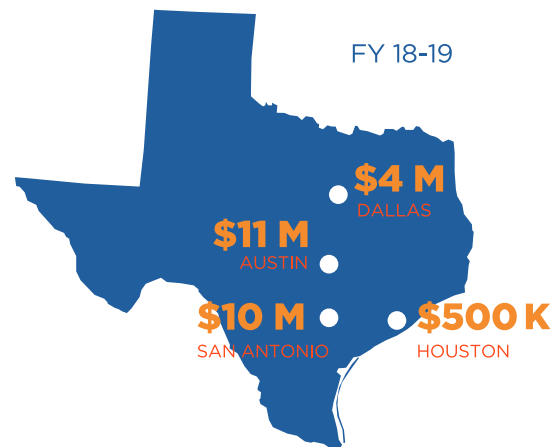 FY 18-19
$4 M
DALLAS
$11 M
AUSTIN
$10 M
SAN ANTONIO
$500 K
HOUSTON